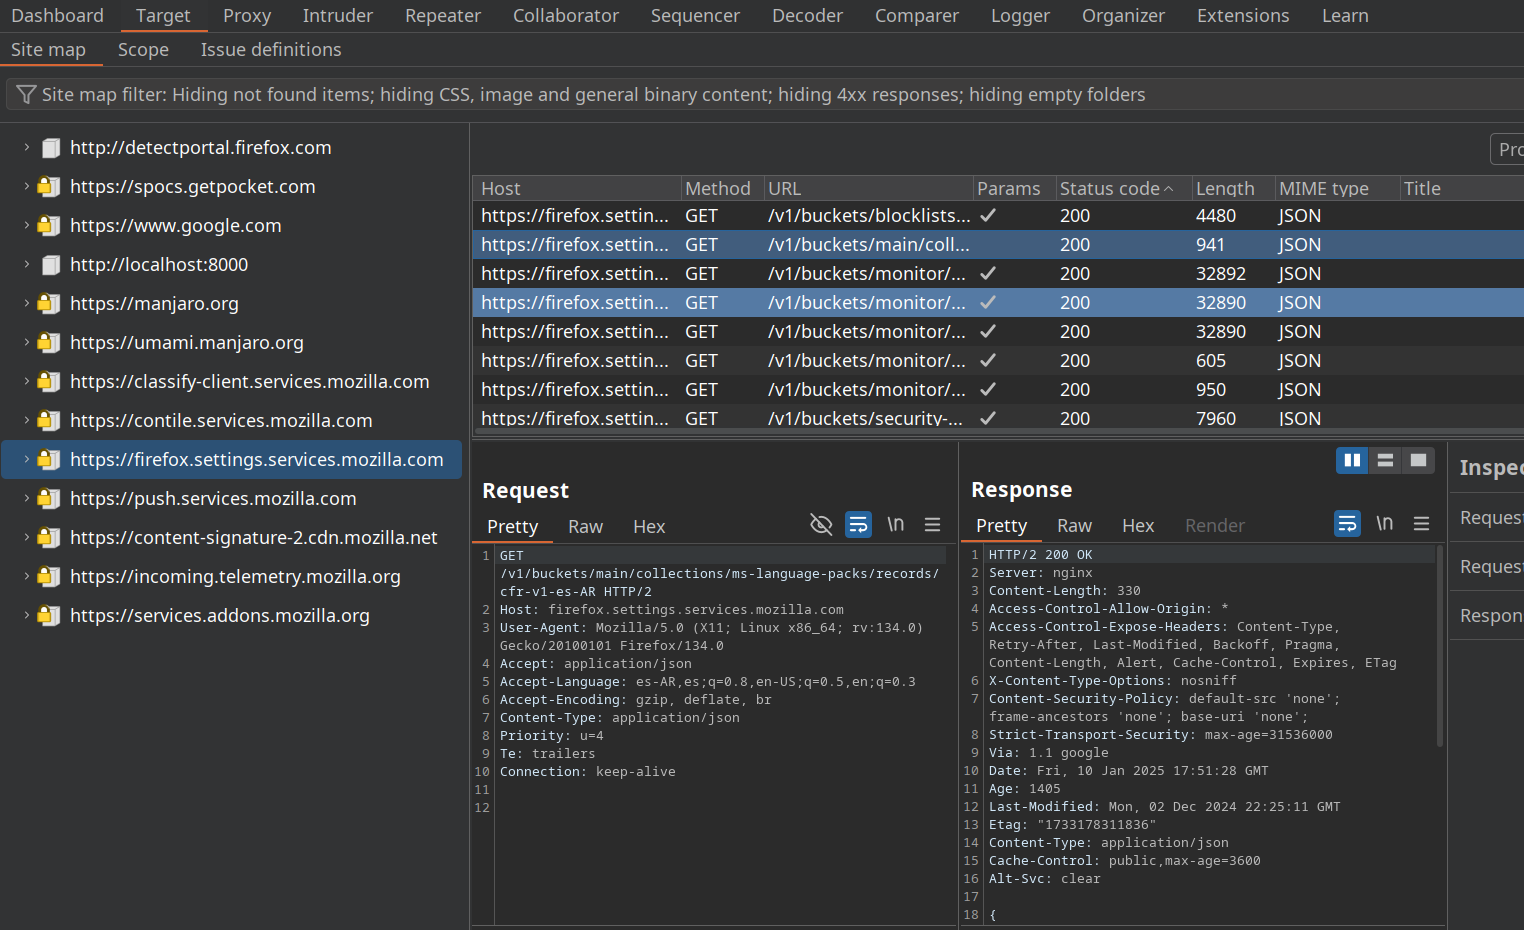 Dashboard Target Proxy Intruder Repeater Collaborator Sequencer Decoder Comparer Logger Organizer Extensions Learn
Site map Scope Issue definitions
Site map filter: Hiding not found items; hiding CSS, image and general binary content; hiding 4xx responses; hiding empty folders
http://detectportal.firefox.com
https://spocs.getpocket.com
https://www.google.com
http://localhost:8000
https://manjaro.org
https://umami.manjaro.org
https://classify-client.services.mozilla.com
https://contile.services.mozilla.com
https://firefox.settings.services.mozilla.com
https://push.services.mozilla.com
https://content-signature-2.cdn.mozilla.net
https://incoming.telemetry.mozilla.org
https://services.addons.mozilla.org
Pro
Host Method URL Params Status code Length MIME type Title
https://firefox.settin... GET /v1/buckets/blocklists... ✓ 200 4480 JSON
https://firefox.settin... GET /v1/buckets/main/coll... 200 941 JSON
https://firefox.settin... GET /v1/buckets/monitor/... ✓ 200 32892 JSON
https://firefox.settin... GET /v1/buckets/monitor/... ✓ 200 32890 JSON
https://firefox.settin... GET /v1/buckets/monitor/... ✓ 200 32890 JSON
https://firefox.settin... GET /v1/buckets/monitor/... ✓ 200 605 JSON
https://firefox.settin... GET /v1/buckets/monitor/... ✓ 200 950 JSON
https://firefox.settin... GET /v1/buckets/security-... ✓ 200 7960 JSON
Request
Pretty Raw Hex \n
1 GET
/v1/buckets/main/collections/ms-language-packs/records/
cfr-v1-es-AR HTTP/2
2 Host: firefox.settings.services.mozilla.com
3 User-Agent: Mozilla/5.0 (X11; Linux x86_64; rv:134.0)
Gecko/20100101 Firefox/134.0
4 Accept: application/json
5 Accept-Language: es-AR,es;q=0.8,en-US;q=0.5,en;q=0.3
6 Accept-Encoding: gzip, deflate, br
7 Content-Type: application/json
8 Priority: u=4
9 Te: trailers
10 Connection: keep-alive
11
12
Response
Pretty Raw Hex Render \n
1 HTTP/2 200 OK
2 Server: nginx
3 Content-Length: 330
4 Access-Control-Allow-Origin: *
5 Access-Control-Expose-Headers: Content-Type,
Retry-After, Last-Modified, Backoff, Pragma,
Content-Length, Alert, Cache-Control, Expires, ETag
6 X-Content-Type-Options: nosniff
7 Content-Security-Policy: default-src 'none';
frame-ancestors 'none'; base-uri 'none';
8 Strict-Transport-Security: max-age=31536000
9 Via: 1.1 google
10 Date: Fri, 10 Jan 2025 17:51:28 GMT
11 Age: 1405
12 Last-Modified: Mon, 02 Dec 2024 22:25:11 GMT
13 Etag: "1733178311836"
14 Content-Type: application/json
15 Cache-Control: public,max-age=3600
16 Alt-Svc: clear
17
18 {
Inspec
Request
Request
Respon